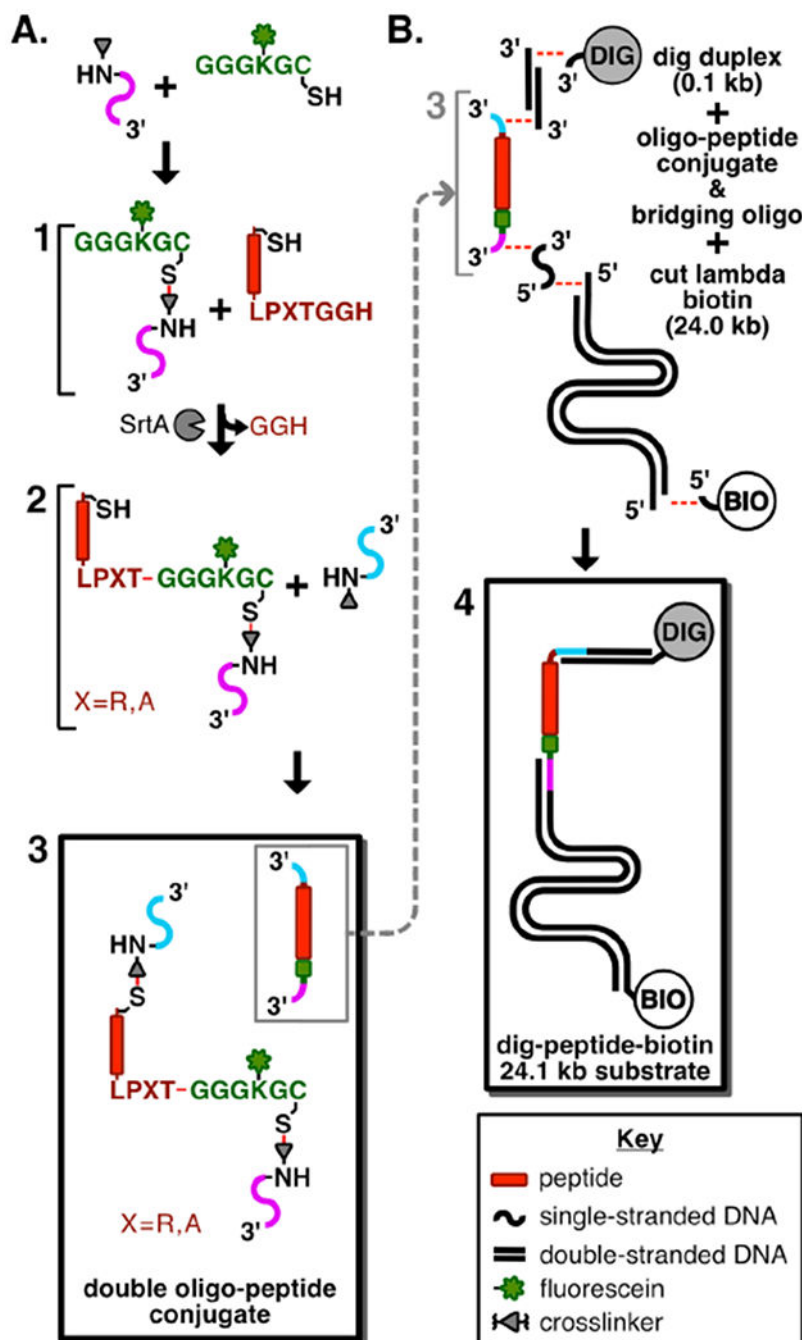 A.
HN
3'
+
GGGKGC
SH
1
GGGKGC
S
NH
3'
+
SH
LPXTGGH
SrtA
GGH
2
SH
LPXT-GGGKGC
S
NH
3'
X=R,A
+
3'
HN
3
3'
HN
S
LPXT-GGGKGC
S
NH
3'
X=R,A
3'
3'
double oligo-peptide
conjugate
B.
3'
3'
DIG
3
3'
3'
3'
3'
5'
5'
dig duplex
(0.1 kb)
+
oligo-peptide
conjugate
&
bridging oligo
+
cut lambda
biotin
(24.0 kb)
5'
5'
BIO
4
DIG
BIO
dig-peptide-biotin
24.1 kb substrate
Key
peptide
single-stranded DNA
double-stranded DNA
fluorescein
crosslinker